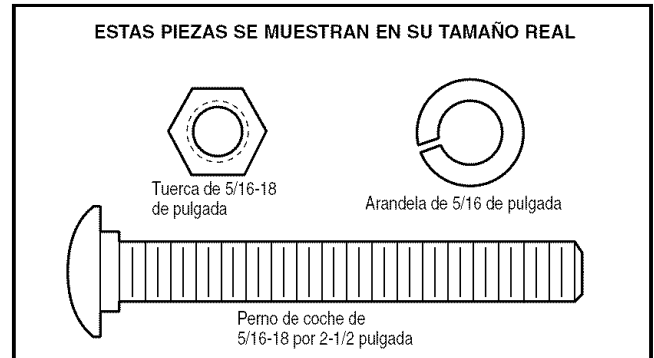 ESTAS PIEZAS SE MUESTRAN EN SU TAMAÑO REAL
Tuerca de 5/16-18
de pulgada
Arandela de 5/16 de pulgada
Perno de coche de
5/16-18 por 2-1/2 pulgada